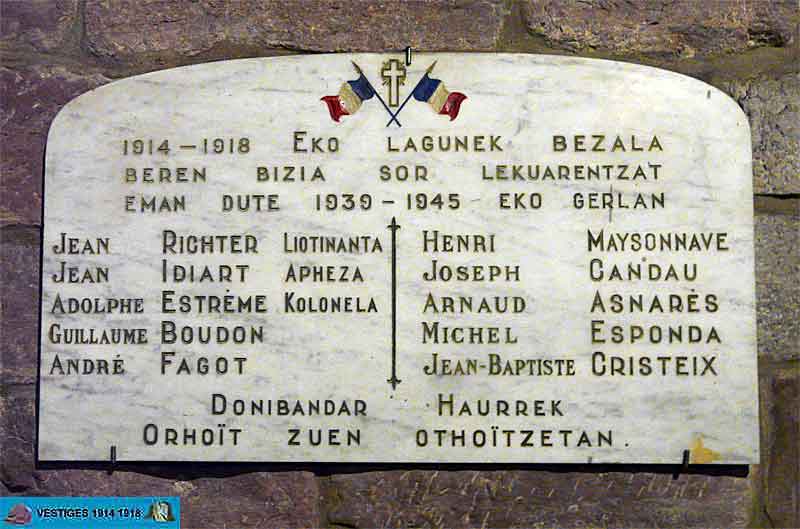 1914 – 1918 EKO LAGUNEK BEZALA
BEREN BIZIA SOR LEKUARENTZAT
EMAN DUTE 1939 – 1945 EKO GERLAN
JEAN RICHTER LIOTINANTA
JEAN IDIART APHEZA
ADOLPHE ESTRÈME KOLONELA
GUILLAUME BOUDON
ANDRÉ FAGOT
HENRI MAYSONNAVE
JOSEPH CANDAU
ARNAUD ASNARÈS
MICHEL ESPONDA
JEAN-BAPTISTE CRISTEIX
DONIBANDAR HAURREK
ORHOÏT ZUEN OTHOÏTZETAN.
VESTIGES 1914 1918